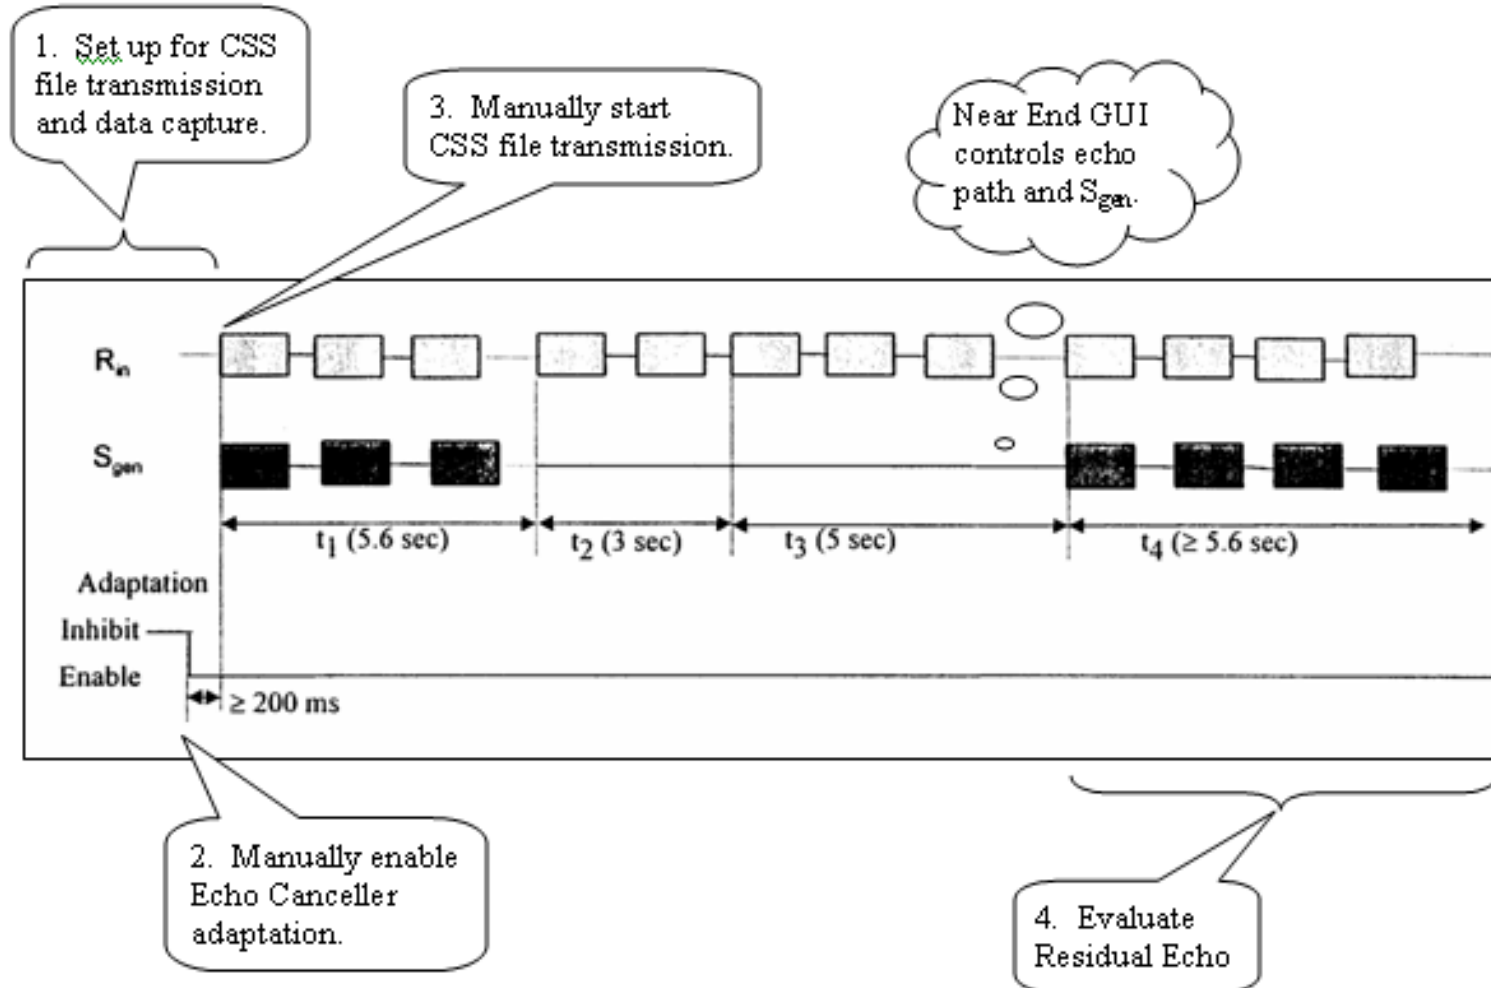 1. Set up for CSS
file transmission
and data capture.
3. Manually start
CSS file transmission.
Near End GUI
controls echo
path and Sgen.
Rin
Sgen
t1 (5.6 sec)
t2 (3 sec)
t3 (5 sec)
t4 (≥ 5.6 sec)
Adaptation
Inhibit
Enable
≥ 200 ms
2. Manually enable
Echo Canceller
adaptation.
4. Evaluate
Residual Echo